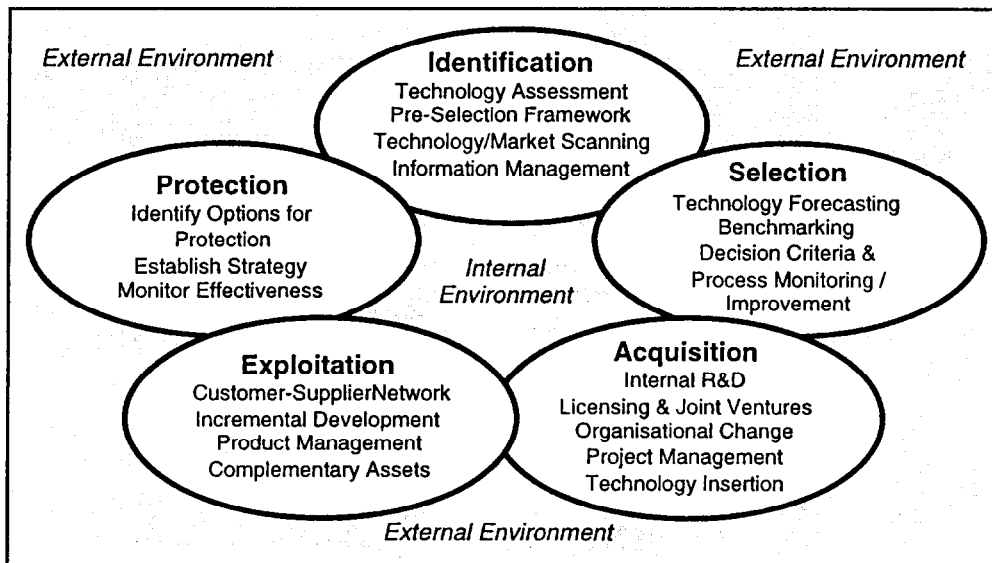 External Environment
External Environment
Identification
Technology Assessment
Pre-Selection Framework
Technology/Market Scanning
Information Management
Protection
Identify Options for
Protection
Establish Strategy
Monitor Effectiveness
Selection
Technology Forecasting
Benchmarking
Decision Criteria &
Process Monitoring /
Improvement
Internal
Environment
Exploitation
Customer-SupplierNetwork
Incremental Development
Product Management
Complementary Assets
Acquisition
Internal R&D
Licensing & Joint Ventures
Organisational Change
Project Management
Technology Insertion
External Environment